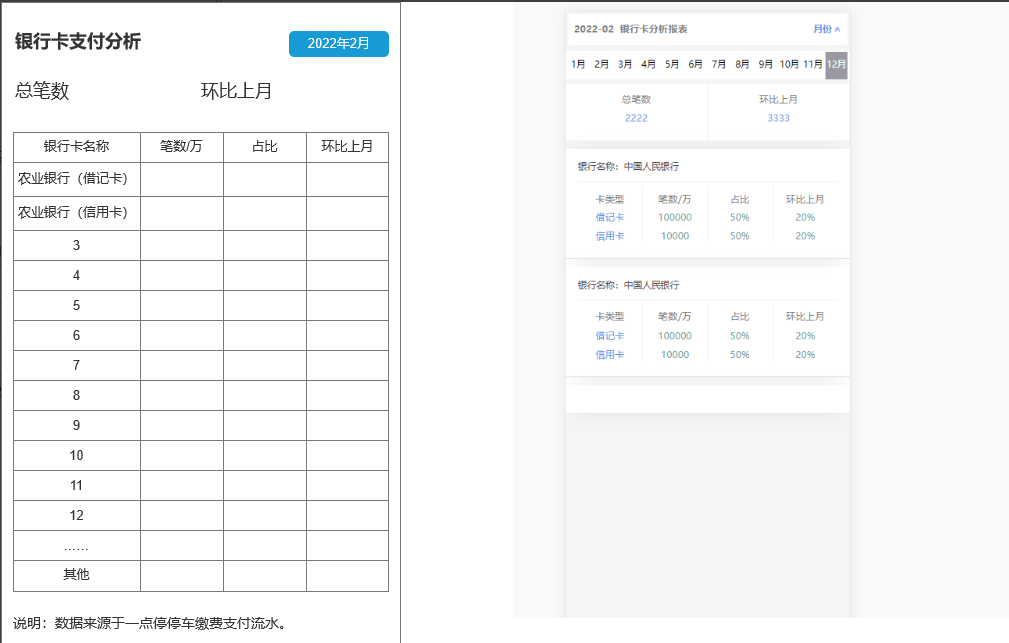 银行卡支付分析
2022年2月
总笔数 环比上月
银行卡名称 笔数/万 占比 环比上月
农业银行（借记卡）
农业银行（信用卡）
3
4
5
6
7
8
9
10
11
12
……
其他
说明：数据来源于一点停停车缴费支付流水。
2022-02 银行卡分析报表 月份
1月 2月 3月 4月 5月 6月 7月 8月 9月 10月 11月 12月
总笔数 环比上月
2222 3333
银行名称：中国人民银行
卡类型 笔数/万 占比 环比上月
借记卡 100000 50% 20%
信用卡 10000 50% 20%
银行名称：中国人民银行
卡类型 笔数/万 占比 环比上月
借记卡 100000 50% 20%
信用卡 10000 50% 20%